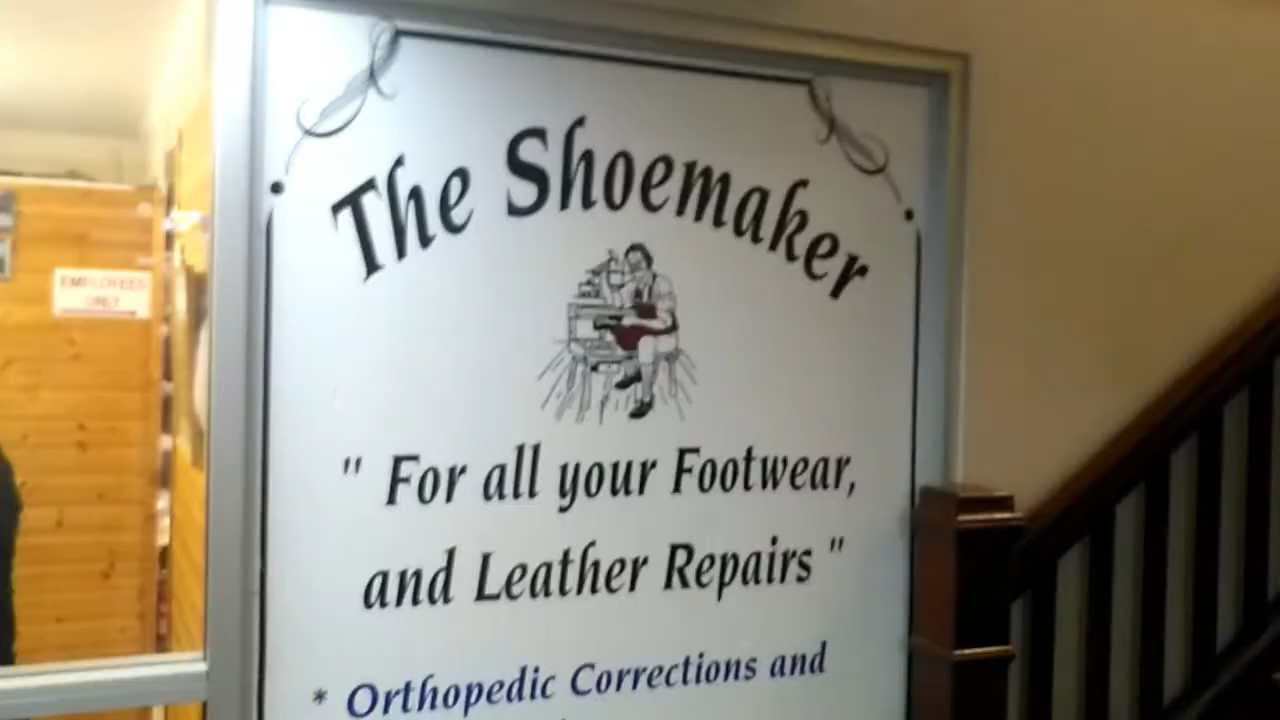 The Shoemaker
EMPLOYEES
ONLY
" For all your Footwear,
and Leather Repairs "
* Orthopedic Corrections and